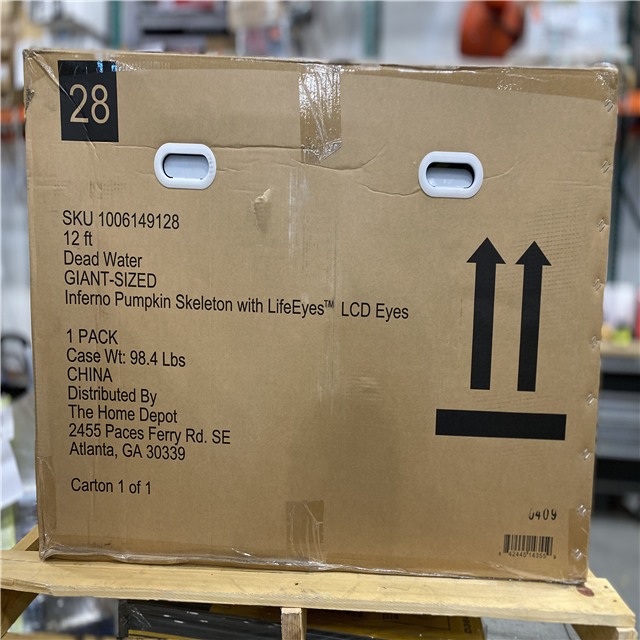 28
SKU 1006149128
12 ft
Dead Water
GIANT-SIZED
Inferno Pumpkin Skeleton with LifeEyes™ LCD Eyes
1 PACK
Case Wt: 98.4 Lbs
CHINA
Distributed By
The Home Depot
2455 Paces Ferry Rd. SE
Atlanta, GA 30339
Carton 1 of 1
0409